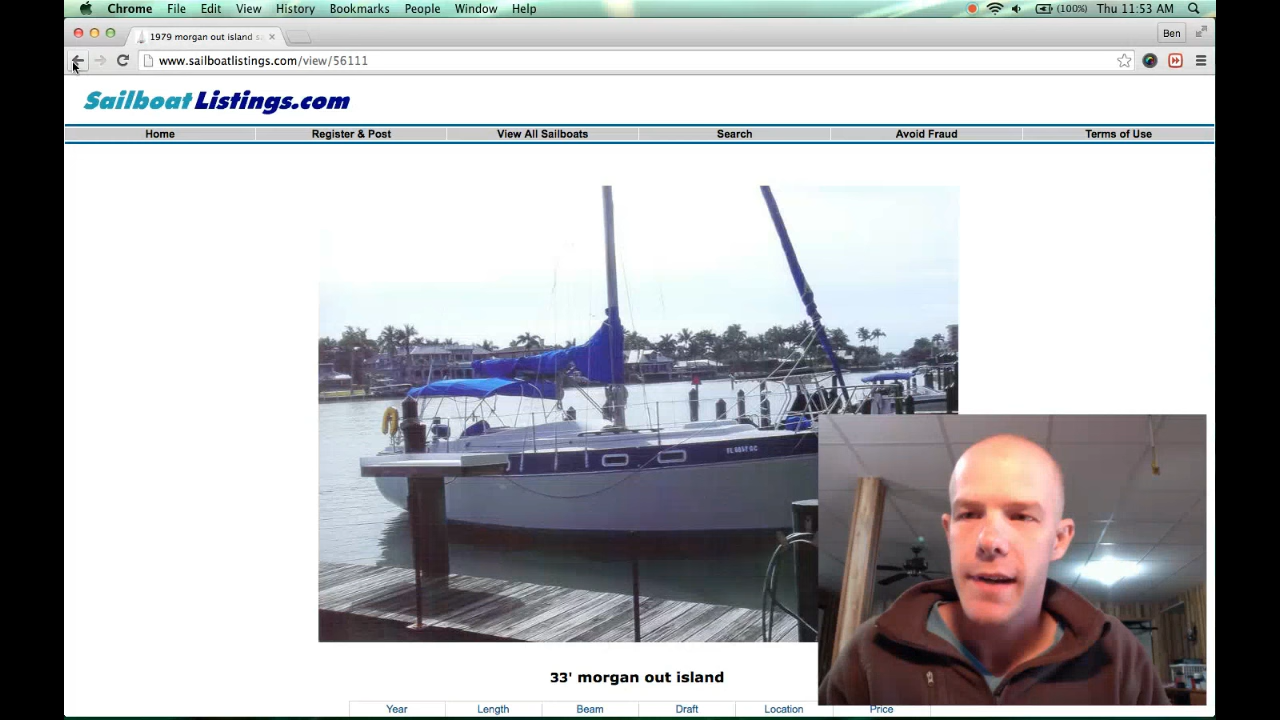 Chrome File Edit View History Bookmarks People Window Help (100%) Thu 11:53 AM
1979 morgan out island Ben
www.sailboatlistings.com/view/56111
SailboatListings.com
Home Register & Post View All Sailboats Search Avoid Fraud Terms of Use
33' morgan out island
Year Length Beam Draft Location Price